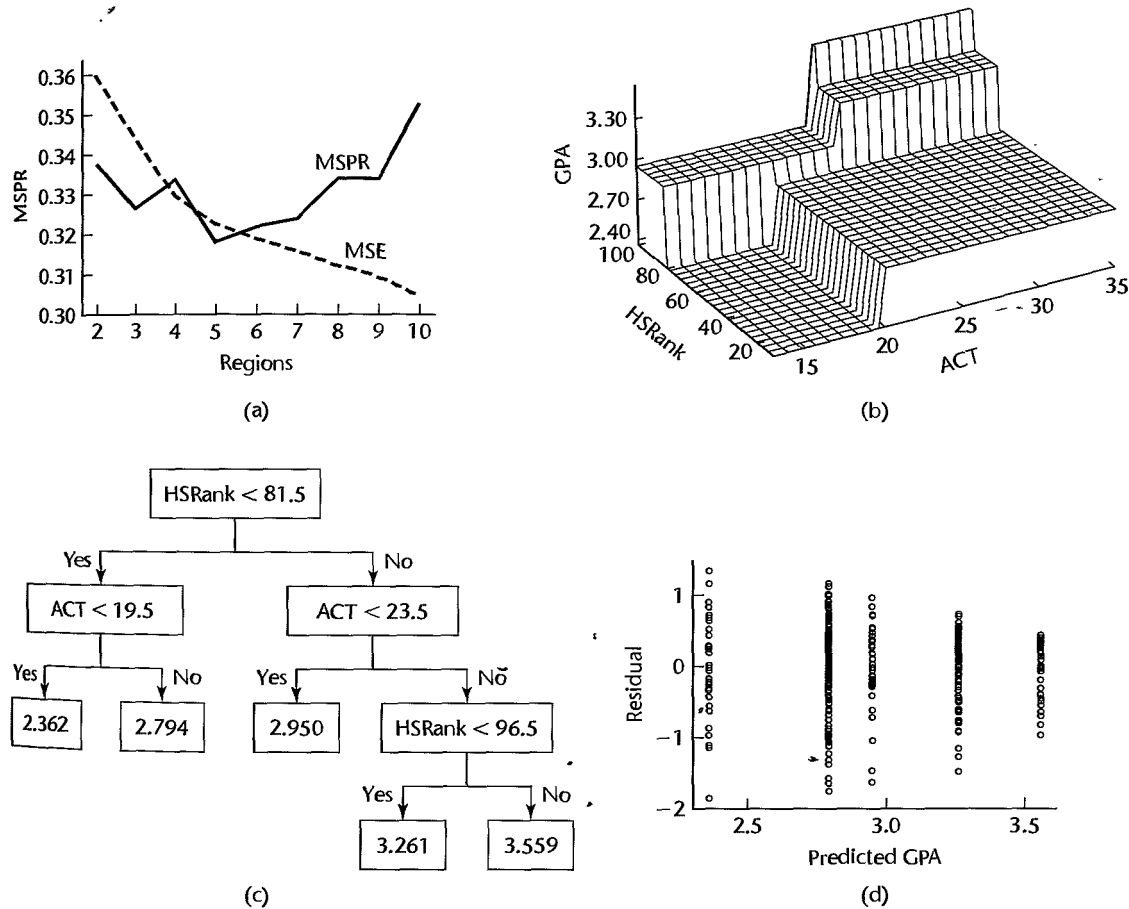 0.36
0.35
0.34
0.33
0.32
0.31
0.30
MSPR
MSPR
MSE
2 3 4 5 6 7 8 9 10
Regions
(a)
3.30
3.00
2.70
2.40
GPA
100
80
60
40
20
HSRank
15 20 25 30 35
ACT
(b)
HSRank < 81.5
Yes No
ACT < 19.5 ACT < 23.5
Yes No Yes No
2.362 2.794 2.950 HSRank < 96.5
Yes No
3.261 3.559
(c)
1
0
−1
−2
Residual
2.5 3.0 3.5
Predicted GPA
(d)